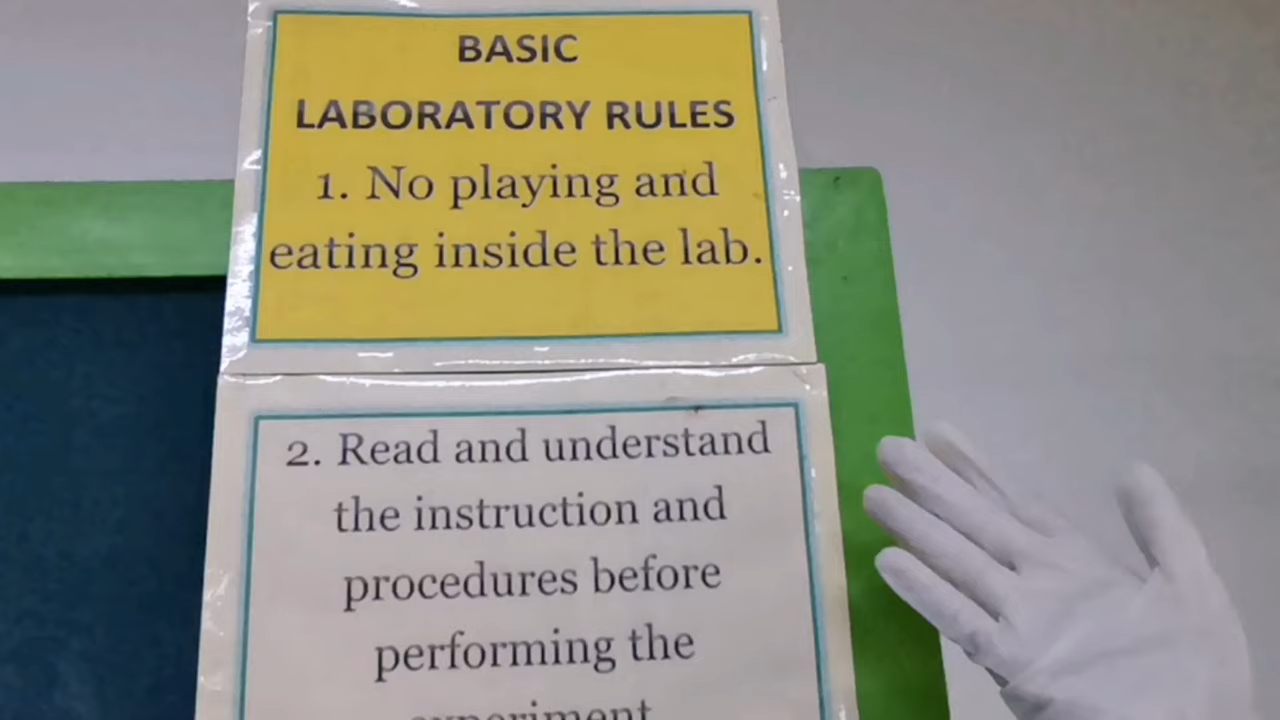 BASIC
LABORATORY RULES
1. No playing and
eating inside the lab.
2. Read and understand
the instruction and
procedures before
performing the
experiment